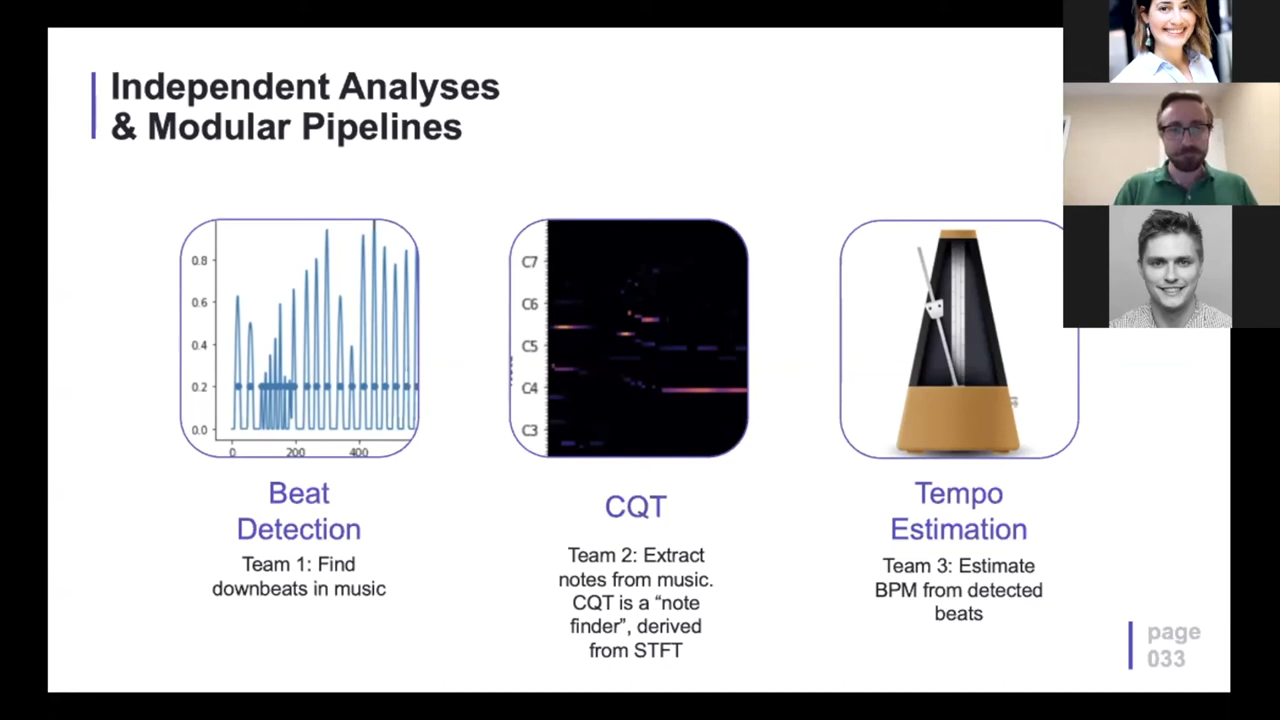 Independent Analyses
& Modular Pipelines
0.8
0.6
0.4
0.2
0.0
0
200
400
C7
C6
C5
C4
C3
Beat
Detection
Team 1: Find
downbeats in music
CQT
Team 2: Extract
notes from music.
CQT is a “note
finder”, derived
from STFT
Tempo
Estimation
Team 3: Estimate
BPM from detected
beats
page
033